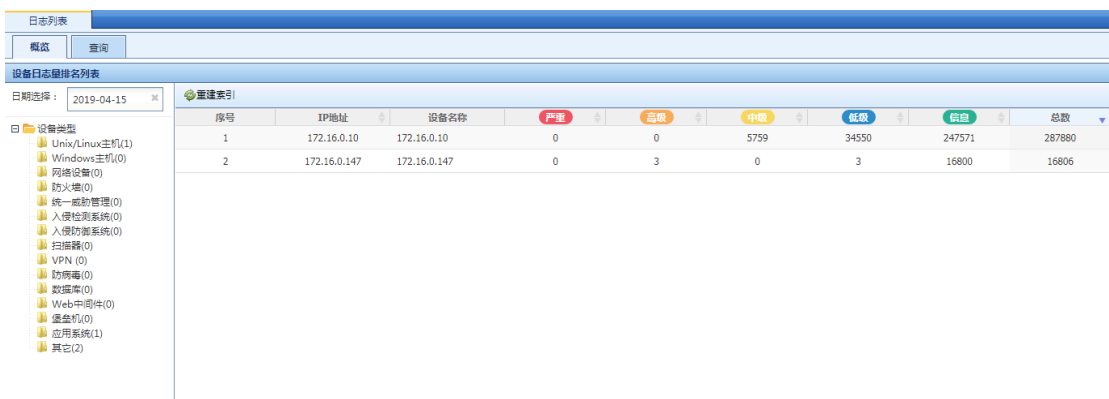 日志列表
概览 查询
设备日志量排名列表
日期选择： 2019-04-15
重建索引
序号 IP地址 设备名称 严重 高级 中级 低级 信息 总数
1 172.16.0.10 172.16.0.10 0 0 5759 34550 247571 287880
2 172.16.0.147 172.16.0.147 0 3 0 3 16800 16806
设备类型
Unix/Linux主机(1)
Windows主机(0)
网络设备(0)
防火墙(0)
统一威胁管理(0)
入侵检测系统(0)
入侵防御系统(0)
扫描器(0)
VPN (0)
防病毒(0)
数据库(0)
Web中间件(0)
堡垒机(0)
应用系统(1)
其它(2)